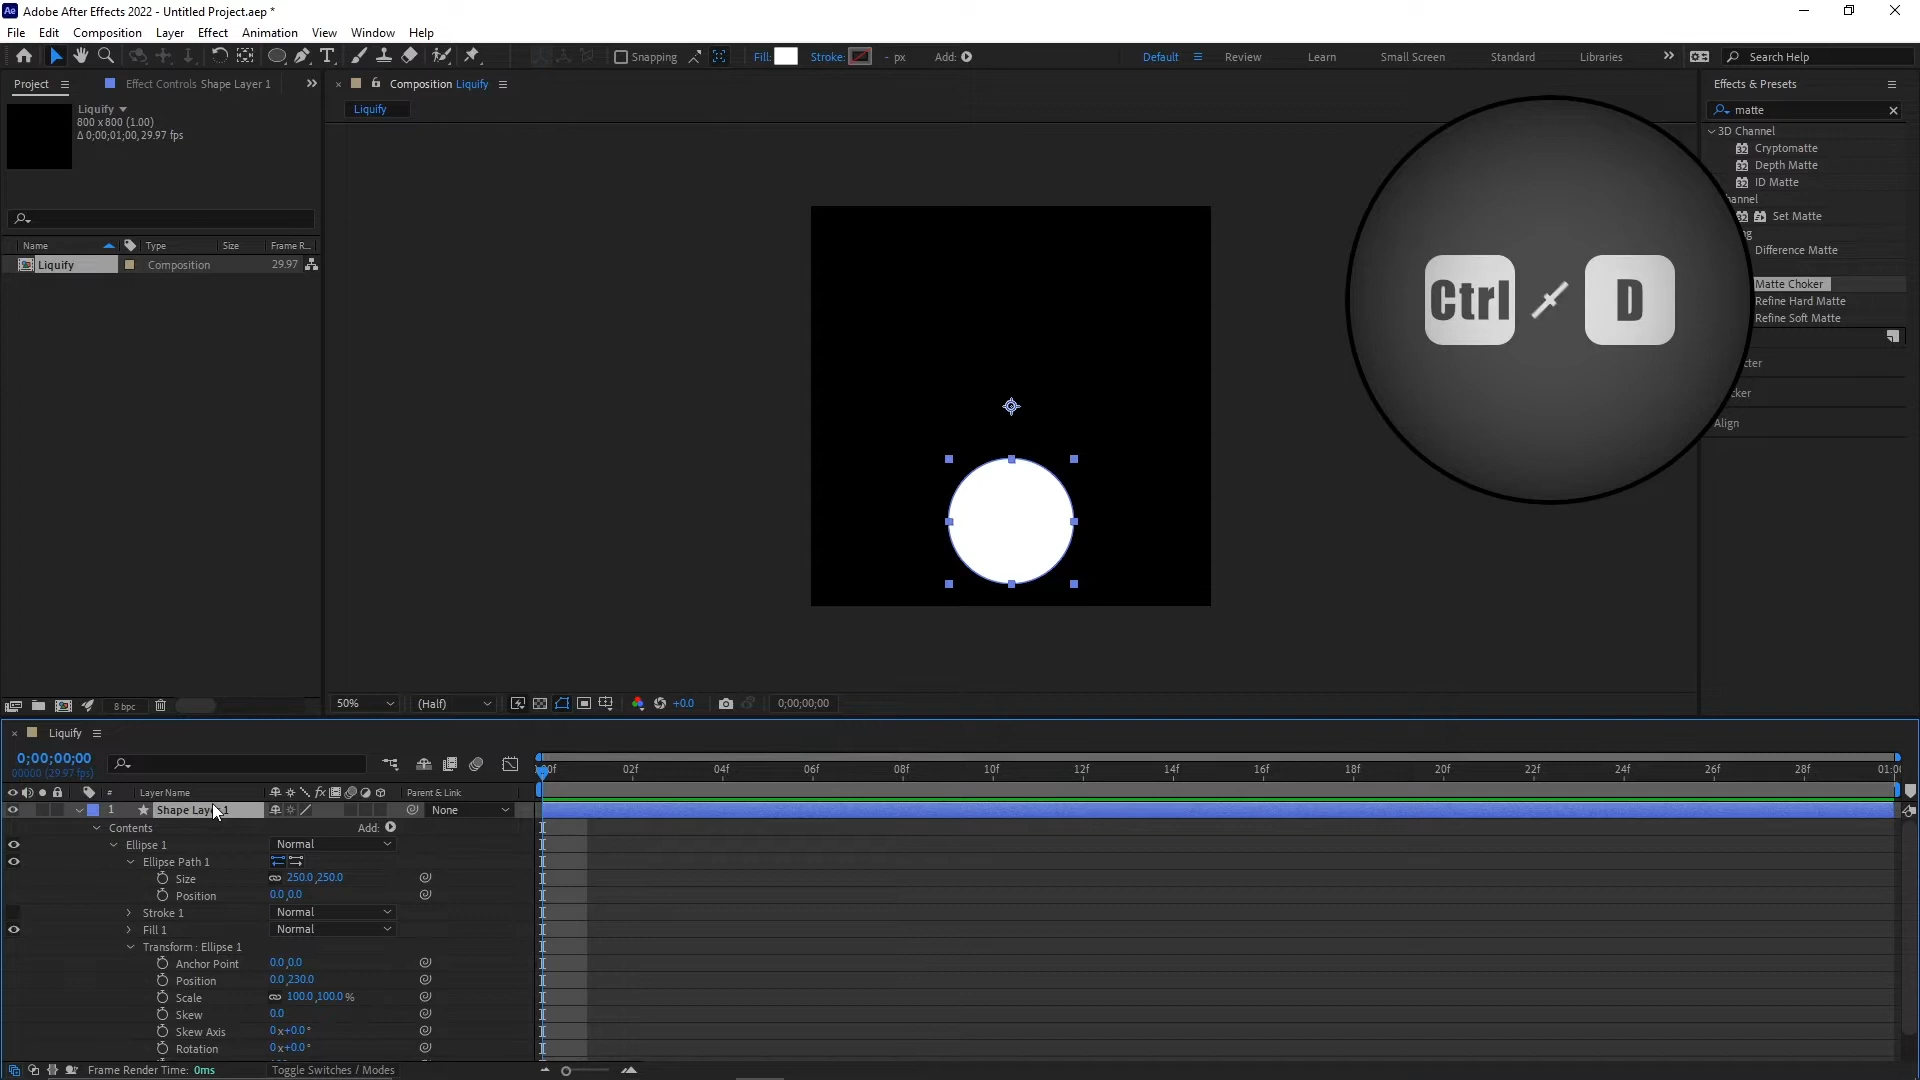 Ae Adobe After Effects 2022 - Untitled Project.aep *
File Edit Composition Layer Effect Animation View Window Help
T Snapping Fill: Stroke: - px Add: Default Review Learn Small Screen Standard Libraries Search Help
Project Effect Controls Shape Layer 1
Composition Liquify
Effects & Presets
Liquify
800 x 800 (1.00)
Δ 0;00;01;00, 29.97 fps
Liquify
matte
3D Channel
Cryptomatte
Depth Matte
ID Matte
hannel
Set Matte
Difference Matte
Matte Choker
Refine Hard Matte
Refine Soft Matte
cter
cker
Align
Ctrl D
Name Type Size Frame R...
Liquify Composition 29.97
8 bpc
50% (Half) +0.0 0;00;00;00
Liquify
0;00;00;00
00000 (29.97 fps)
02f 04f 06f 08f 10f 12f 14f 16f 18f 20f 22f 24f 26f 28f 01:0
# Layer Name fx Parent & Link
1 Shape Layer 1 None
Contents Add:
Ellipse 1 Normal
Ellipse Path 1
Size 250.0,250.0
Position 0.0,0.0
Stroke 1 Normal
Fill 1 Normal
Transform : Ellipse 1
Anchor Point 0.0,0.0
Position 0.0,230.0
Scale 100.0,100.0 %
Skew 0.0
Skew Axis 0 x+0.0 °
Rotation 0 x+0.0 °
Frame Render Time: 0ms Toggle Switches / Modes